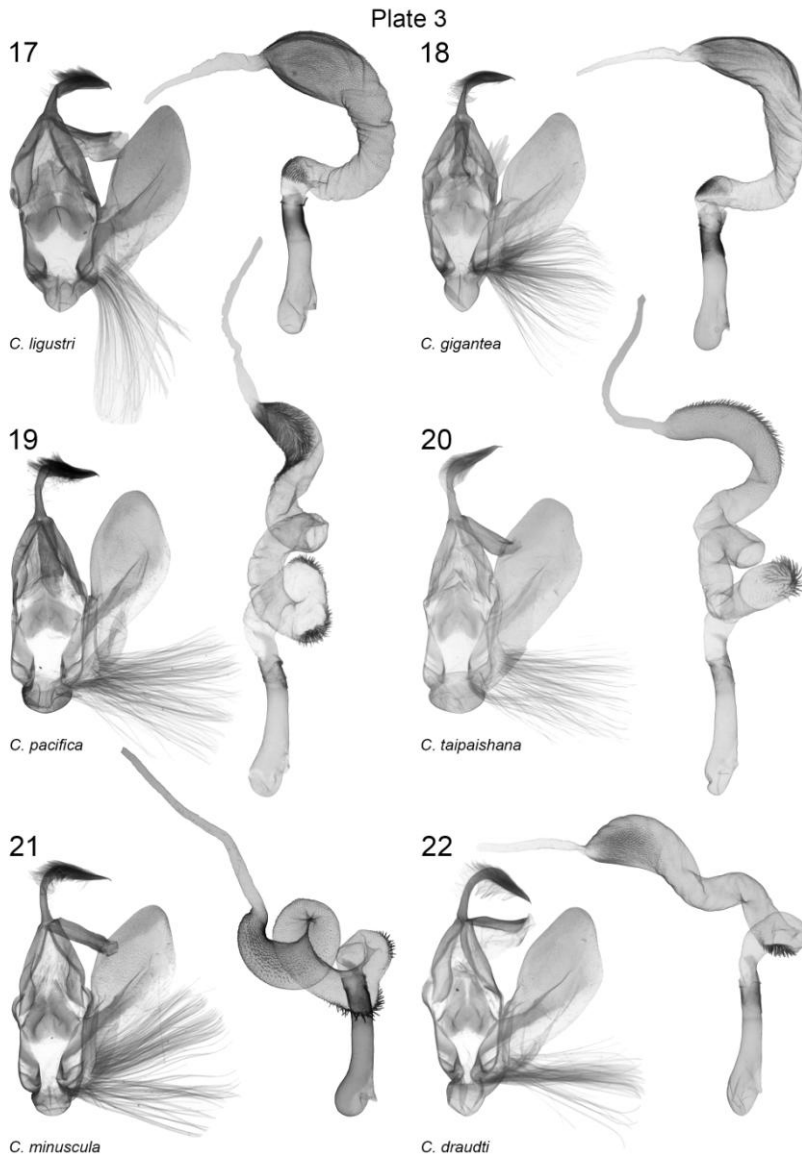 Plate 3
17
18
C. ligustri
C. gigantea
19
20
C. pacifica
C. taipaishana
21
22
C. minuscula
C. draudti